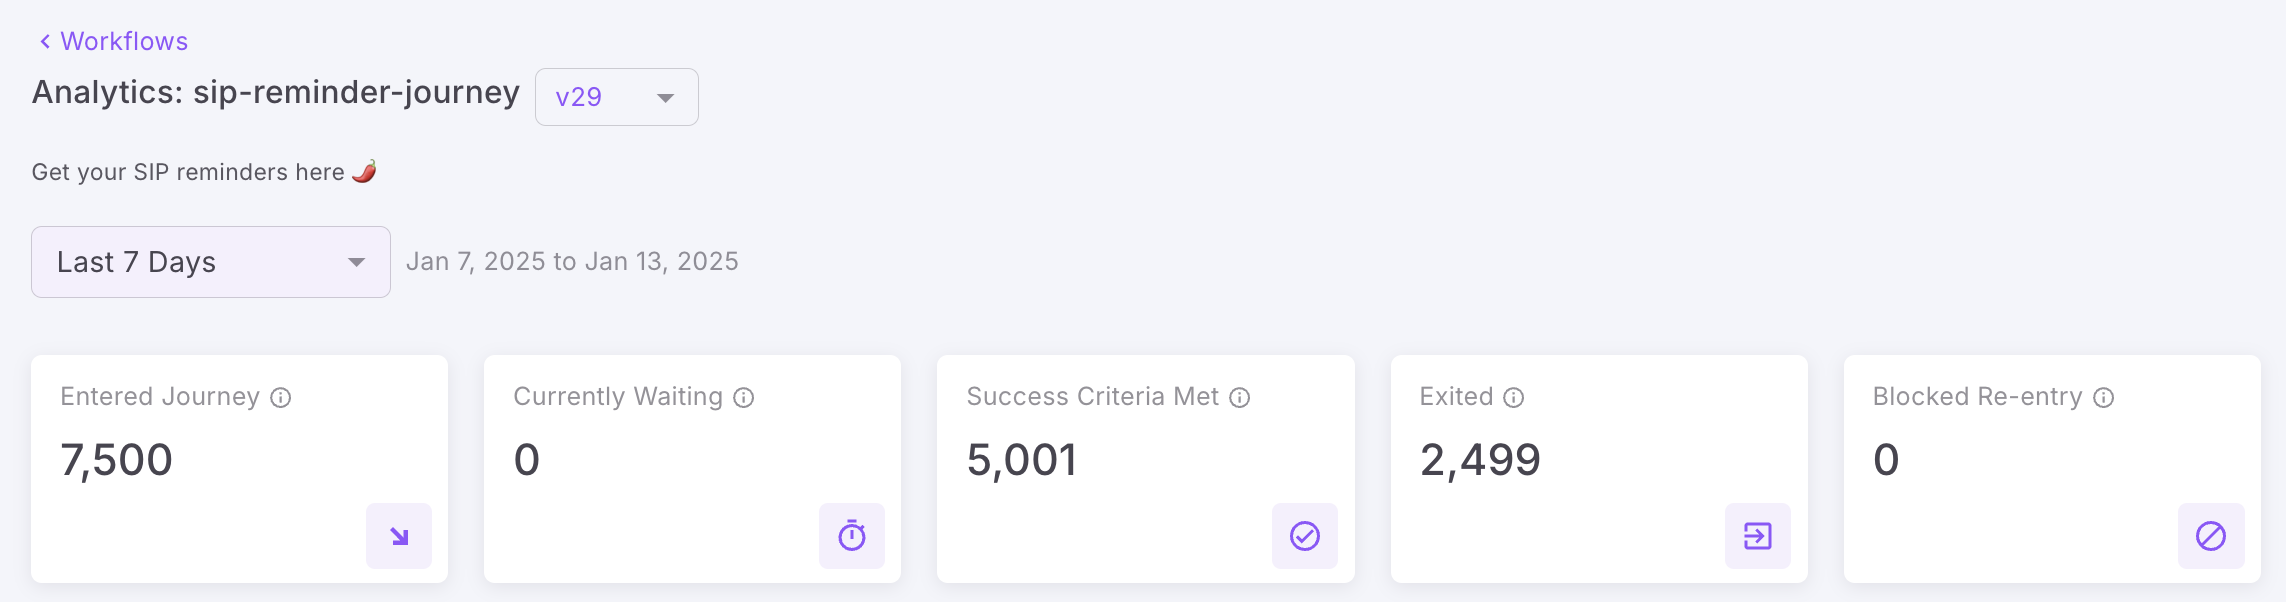 Workflows
Analytics: sip-reminder-journey v29
Get your SIP reminders here 🌶️
Last 7 Days Jan 7, 2025 to Jan 13, 2025
Entered Journey Currently Waiting Success Criteria Met Exited Blocked Re-entry
7,500 0 5,001 2,499 0